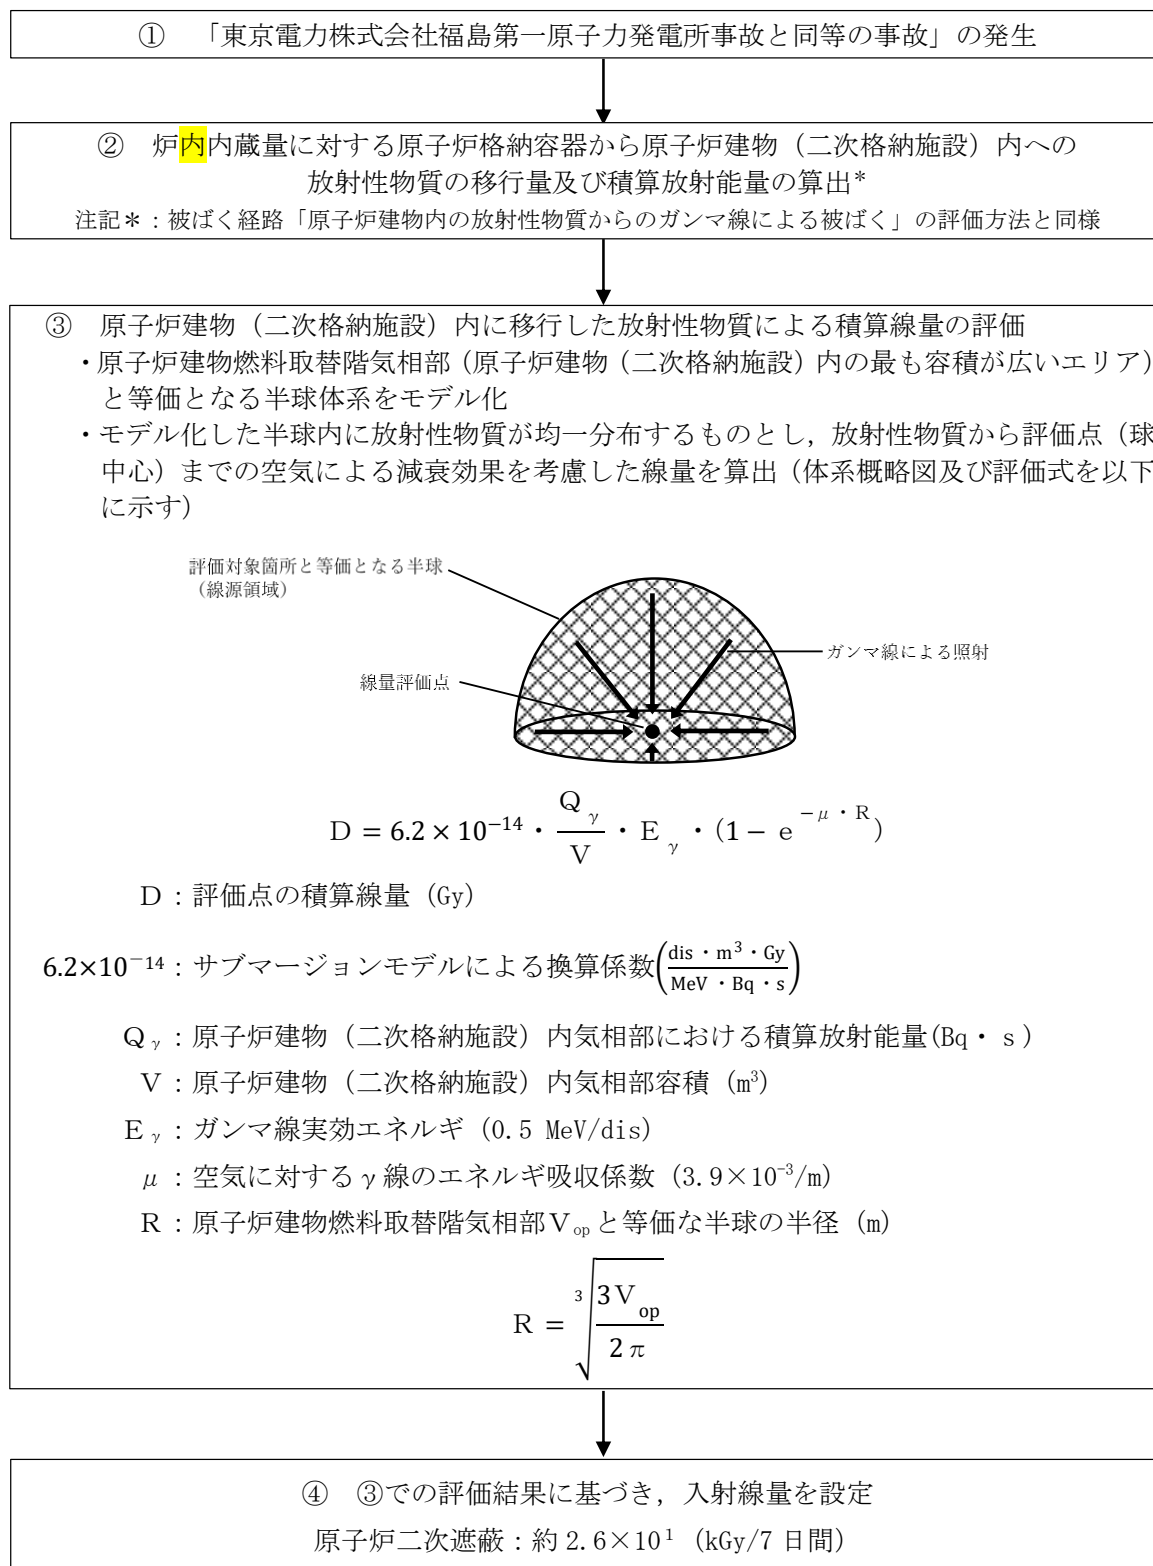 ① 「東京電力株式会社福島第一原子力発電所事故と同等の事故」の発生
② 炉内内蔵量に対する原子炉格納容器から原子炉建物（二次格納施設）内への
放射性物質の移行量及び積算放射能量の算出*
注記＊：被ばく経路「原子炉建物内の放射性物質からのガンマ線による被ばく」の評価方法と同様
③ 原子炉建物（二次格納施設）内に移行した放射性物質による積算線量の評価
・原子炉建物燃料取替階気相部（原子炉建物（二次格納施設）内の最も容積が広いエリア）
と等価となる半球体系をモデル化
・モデル化した半球内に放射性物質が均一分布するものとし，放射性物質から評価点（球
中心）までの空気による減衰効果を考慮した線量を算出（体系概略図及び評価式を以下
に示す）
評価対象箇所と等価となる半球
（線源領域）
ガンマ線による照射
線量評価点
Ｄ = 6.2 × 10⁻¹⁴ ・ Ｑγ/Ｖ ・ Ｅγ ・ (1 − ｅ^(−μ・Ｒ))
Ｄ：評価点の積算線量（Gy）
6.2×10⁻¹⁴：サブマージョンモデルによる換算係数(dis・m³・Gy/MeV・Bq・s)
Ｑγ：原子炉建物（二次格納施設）内気相部における積算放射能量(Bq・ｓ)
Ｖ：原子炉建物（二次格納施設）内気相部容積（m³）
Ｅγ：ガンマ線実効エネルギ（0.5 MeV/dis）
μ：空気に対するγ線のエネルギ吸収係数（3.9×10⁻³/m）
Ｒ：原子炉建物燃料取替階気相部Ｖopと等価な半球の半径（m）
Ｒ = ³√(3Ｖop/2π)
④ ③での評価結果に基づき，入射線量を設定
原子炉二次遮蔽：約 2.6×10¹（kGy/7 日間）